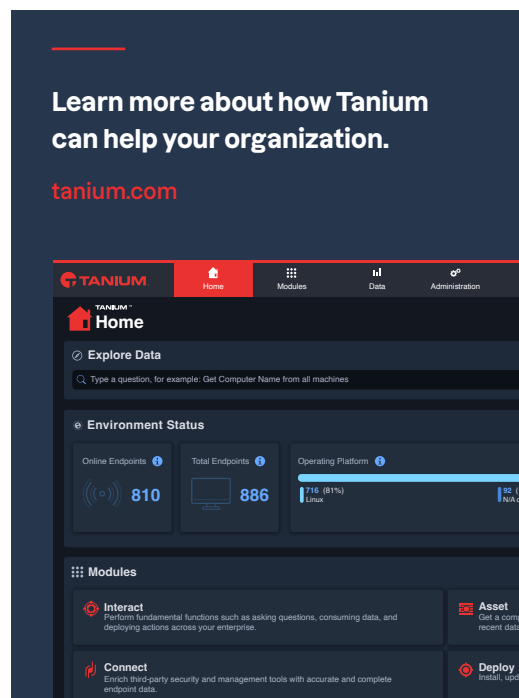 Learn more about how Tanium
can help your organization.
tanium.com
TANIUM
Home
Modules
Data
Administration
TANIUM™
Home
Explore Data
Type a question, for example: Get Computer Name from all machines
Environment Status
Online Endpoints
810
Total Endpoints
886
Operating Platform
716 (81%)
Linux
92
N/A
Modules
Interact
Perform fundamental functions such as asking questions, consuming data, and
deploying actions across your enterprise.
Asset
Get a
recent
Connect
Enrich third-party security and management tools with accurate and complete
endpoint data.
Deploy
Install,